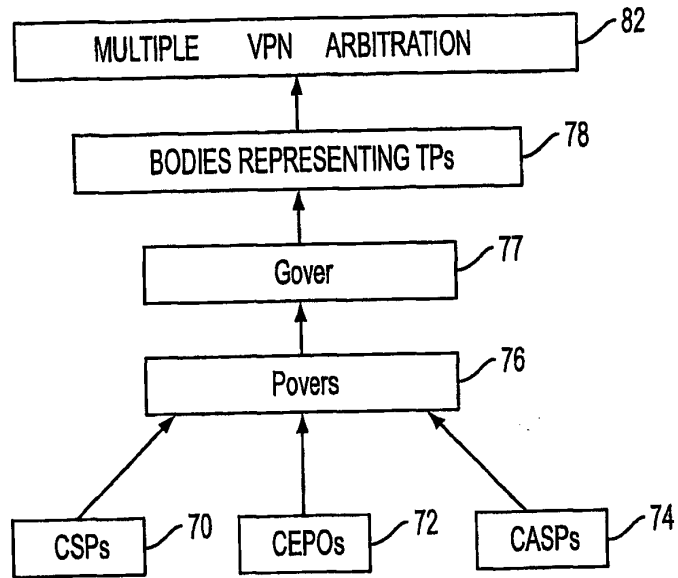 MULTIPLE VPN ARBITRATION 82
BODIES REPRESENTING TPs 78
Gover 77
Povers 76
CSPs 70 CEPOs 72 CASPs 74